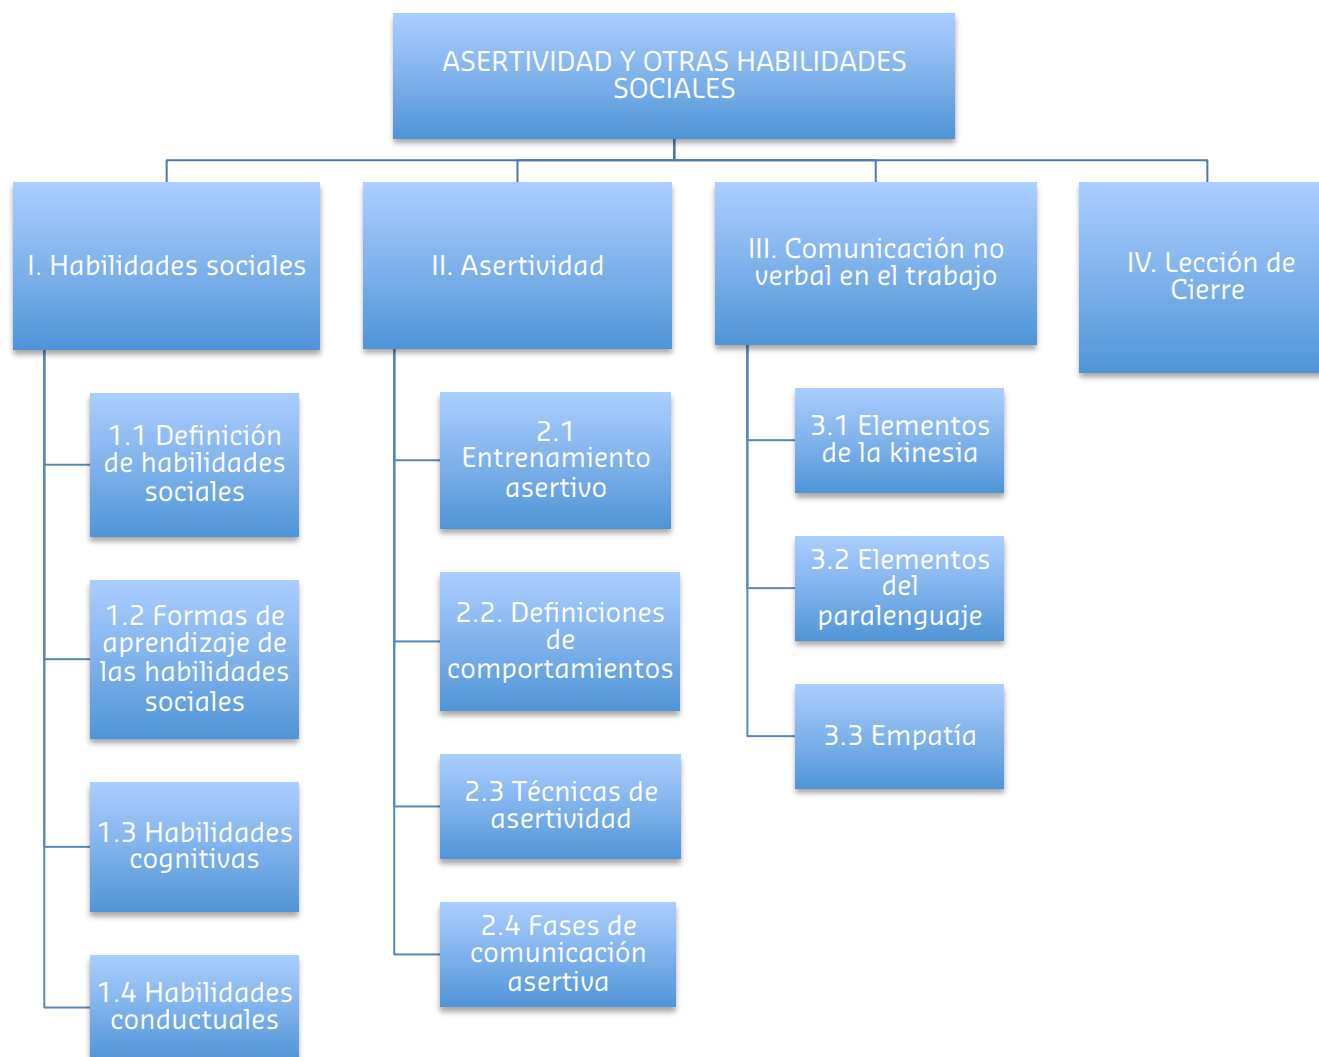 ASERTIVIDAD Y OTRAS HABILIDADES
SOCIALES
I. Habilidades sociales
II. Asertividad
III. Comunicación no
verbal en el trabajo
IV. Lección de
Cierre
1.1 Definición
de habilidades
sociales
1.2 Formas de
aprendizaje de
las habilidades
sociales
1.3 Habilidades
cognitivas
1.4 Habilidades
conductuales
2.1
Entrenamiento
asertivo
2.2. Definiciones
de
comportamientos
2.3 Técnicas de
asertividad
2.4 Fases de
comunicación
asertiva
3.1 Elementos
de la kinesia
3.2 Elementos
del
paralenguaje
3.3 Empatía